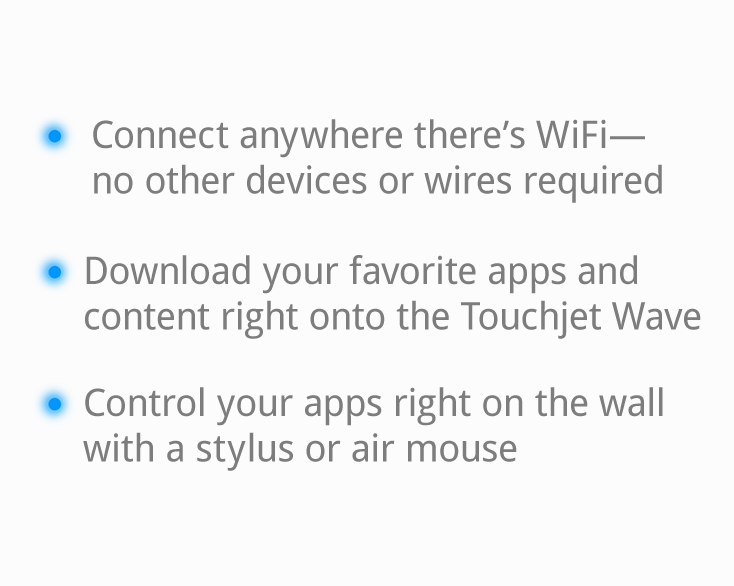 Connect anywhere there’s WiFi—
no other devices or wires required
Download your favorite apps and
content right onto the Touchjet Wave
Control your apps right on the wall
with a stylus or air mouse